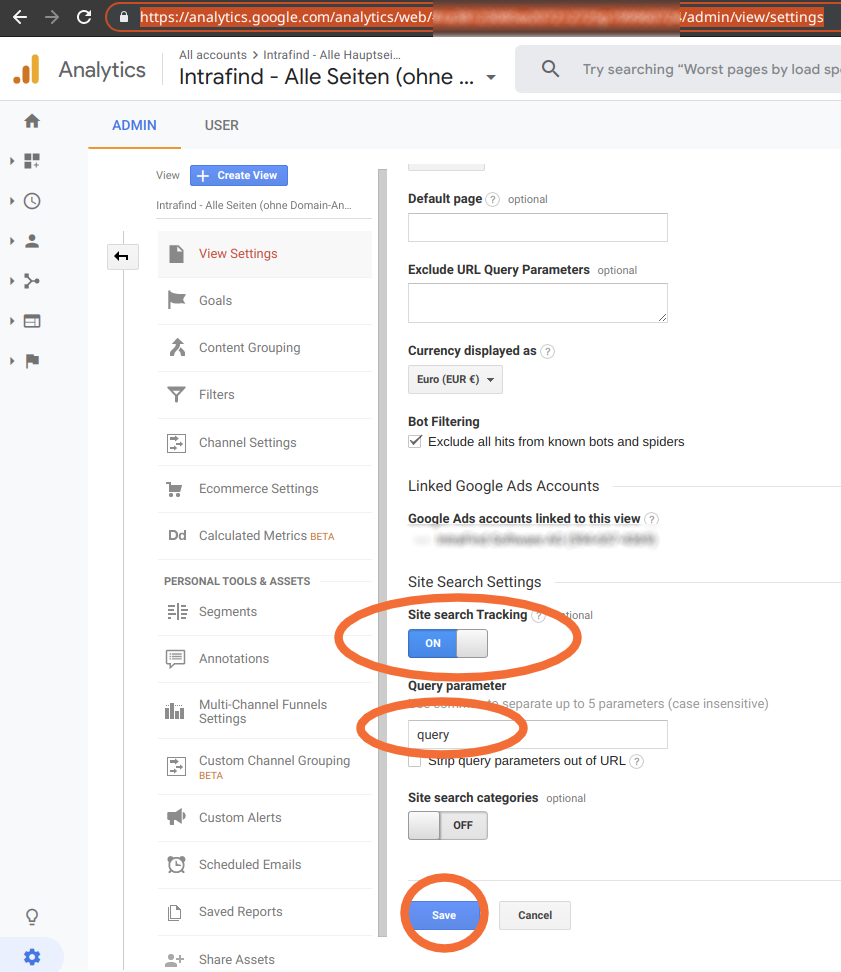 https://analytics.google.com/analytics/web/ /admin/view/settings
Analytics
All accounts > Intrafind - Alle Hauptsei…
Intrafind - Alle Seiten (ohne ...
Try searching “Worst pages by load spe
ADMIN
USER
View
+ Create View
Intrafind - Alle Seiten (ohne Domain-An...
View Settings
Goals
Content Grouping
Filters
Channel Settings
Ecommerce Settings
Dd Calculated Metrics BETA
PERSONAL TOOLS & ASSETS
Segments
Annotations
Multi-Channel Funnels
Settings
Custom Channel Grouping
BETA
Custom Alerts
Scheduled Emails
Saved Reports
Share Assets
Default page ? optional
Exclude URL Query Parameters optional
Currency displayed as ?
Euro (EUR €)
Bot Filtering
Exclude all hits from known bots and spiders
Linked Google Ads Accounts
Google Ads accounts linked to this view ?
Site Search Settings
Site search Tracking ? optional
ON
Query parameter
separate up to 5 parameters (case insensitive)
query
Strip query parameters out of URL ?
Site search categories optional
OFF
Save
Cancel